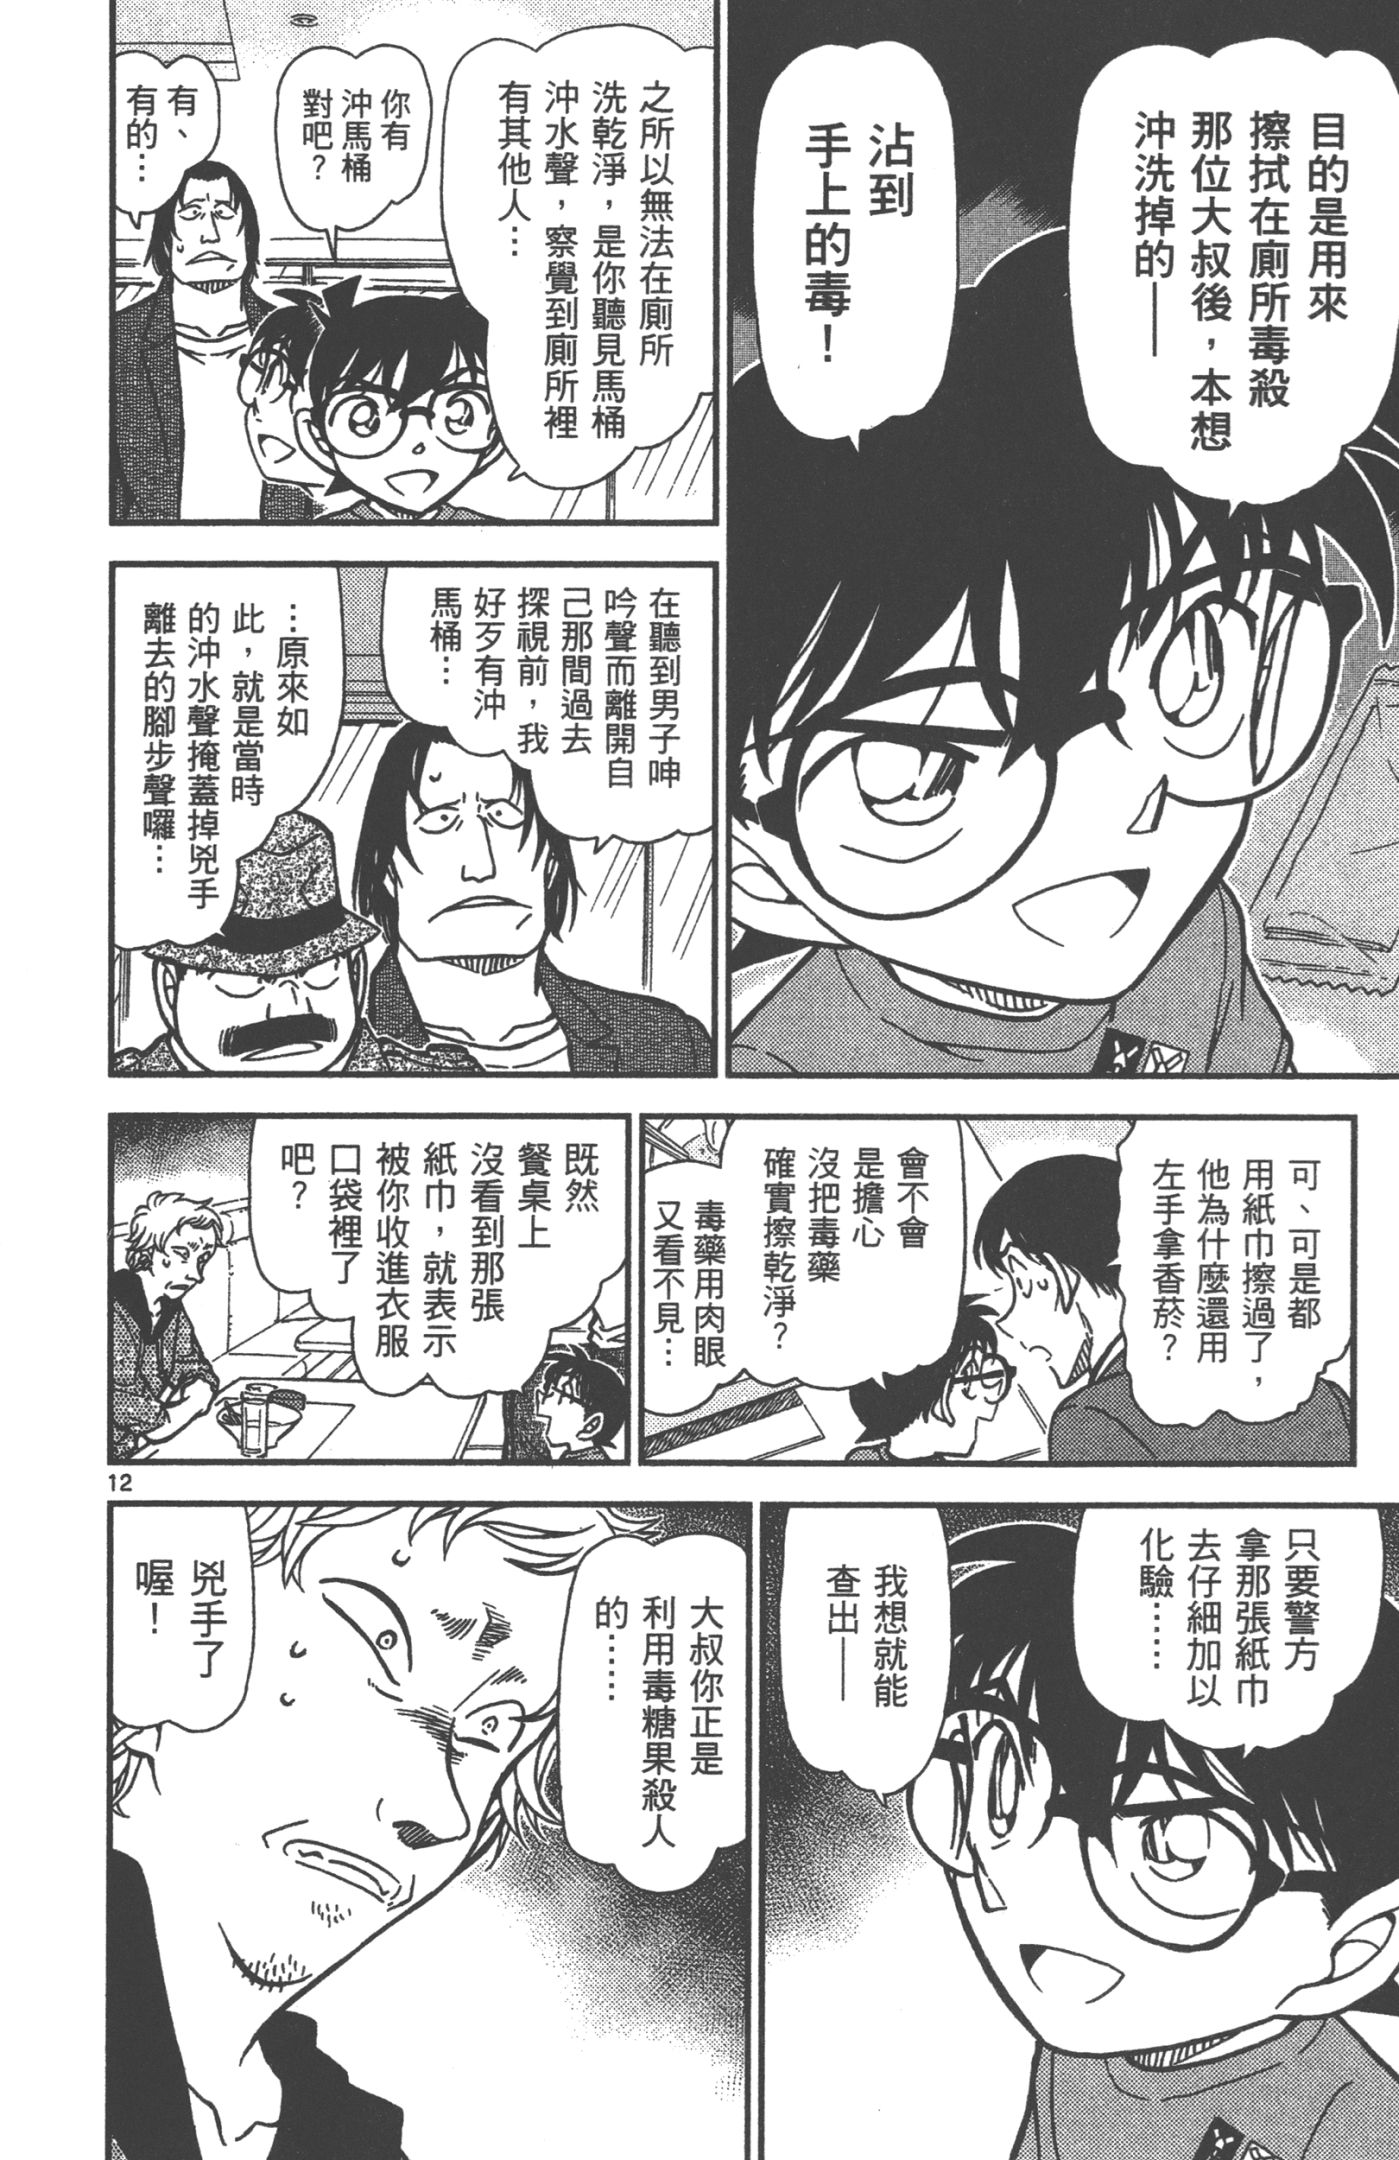 目的是用來
擦拭在廁所毒殺
那位大叔後，本想
沖洗掉的——
沾到
手上的毒！
之所以無法在廁所
洗乾淨，是你聽見馬桶
沖水聲，察覺到廁所裡
有其他人…
你有
沖馬桶
對吧？
有、
有的…
在聽到男子呻
吟聲而離開自
己那間過去
探視前，我
好歹有沖
馬桶…
…原來如
此，就是當時
的沖水聲掩蓋掉兇手
離去的腳步聲囉…
可、可是都
用紙巾擦過了，
他為什麼還用
左手拿香菸？
會不會
是擔心
沒把毒藥
確實擦乾淨？
毒藥用肉眼
又看不見…
既然
餐桌上
沒看到那張
紙巾，就表示
被你收進衣服
口袋裡了
吧？
只要警方
拿那張紙巾
去仔細加以
化驗……
我想就能
查出——
大叔你正是
利用毒糖果殺人
的……
兇手了
喔！
12